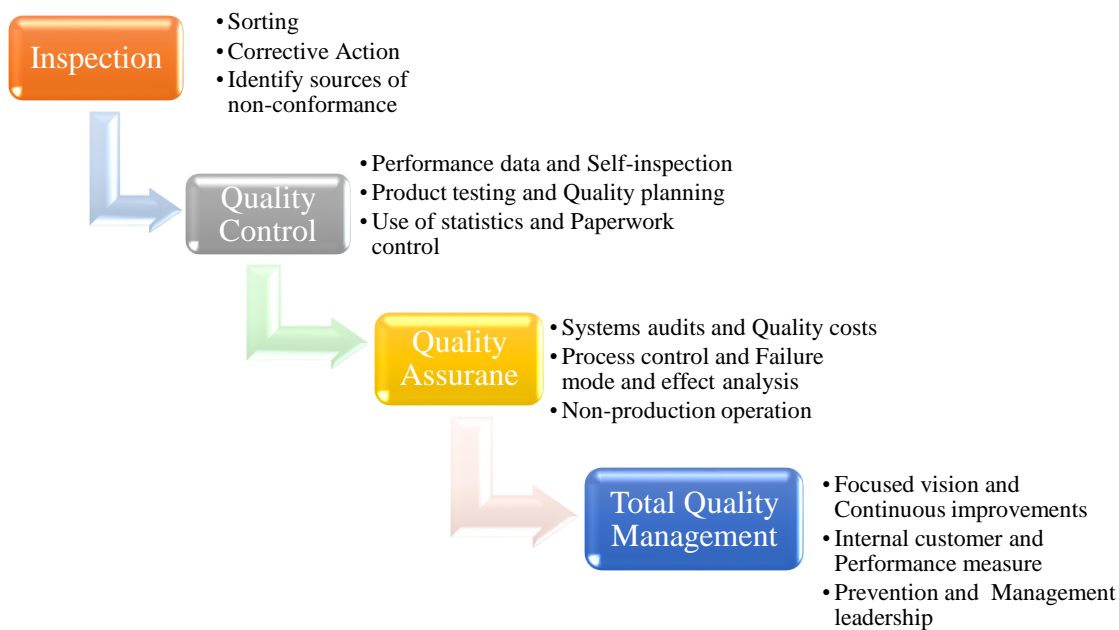 Inspection
• Sorting
• Corrective Action
• Identify sources of
non-conformance
Quality
Control
• Performance data and Self-inspection
• Product testing and Quality planning
• Use of statistics and Paperwork
control
Quality
Assurane
• Systems audits and Quality costs
• Process control and Failure
mode and effect analysis
• Non-production operation
Total Quality
Management
• Focused vision and
Continuous improvements
• Internal customer and
Performance measure
• Prevention and Management
leadership